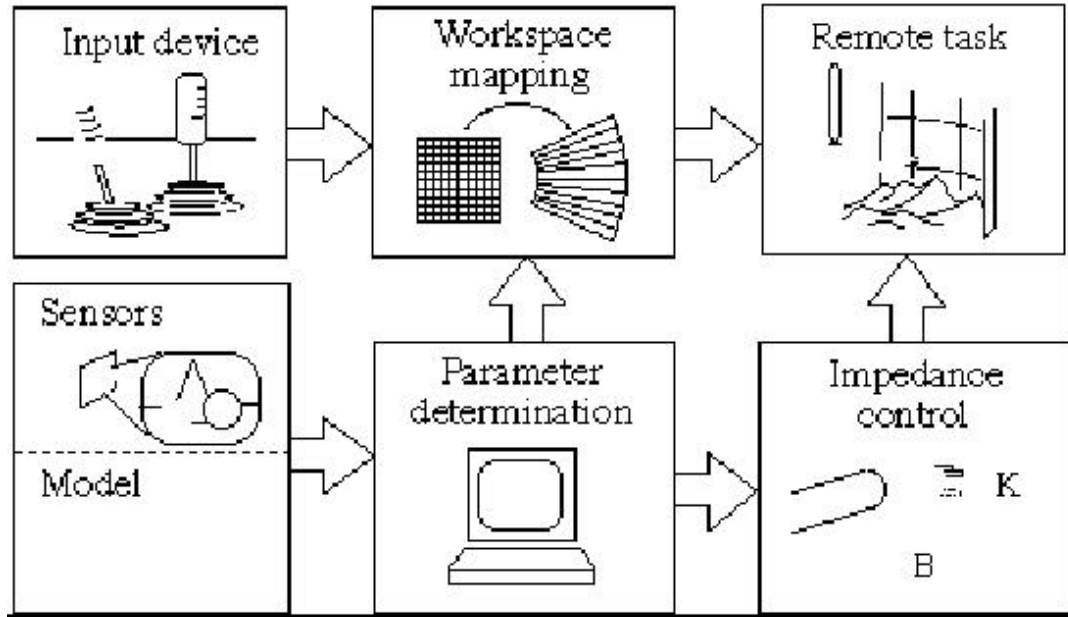 Input device
Workspace
mapping
Remote task
Sensors
Model
Parameter
determination
Impedance
control
K
B